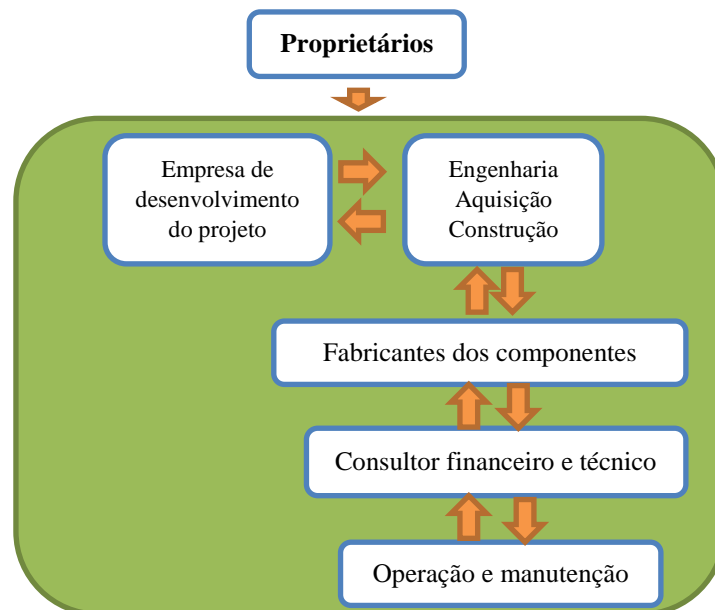 Proprietários
Empresa de
desenvolvimento
do projeto
Engenharia
Aquisição
Construção
Fabricantes dos componentes
Consultor financeiro e técnico
Operação e manutenção